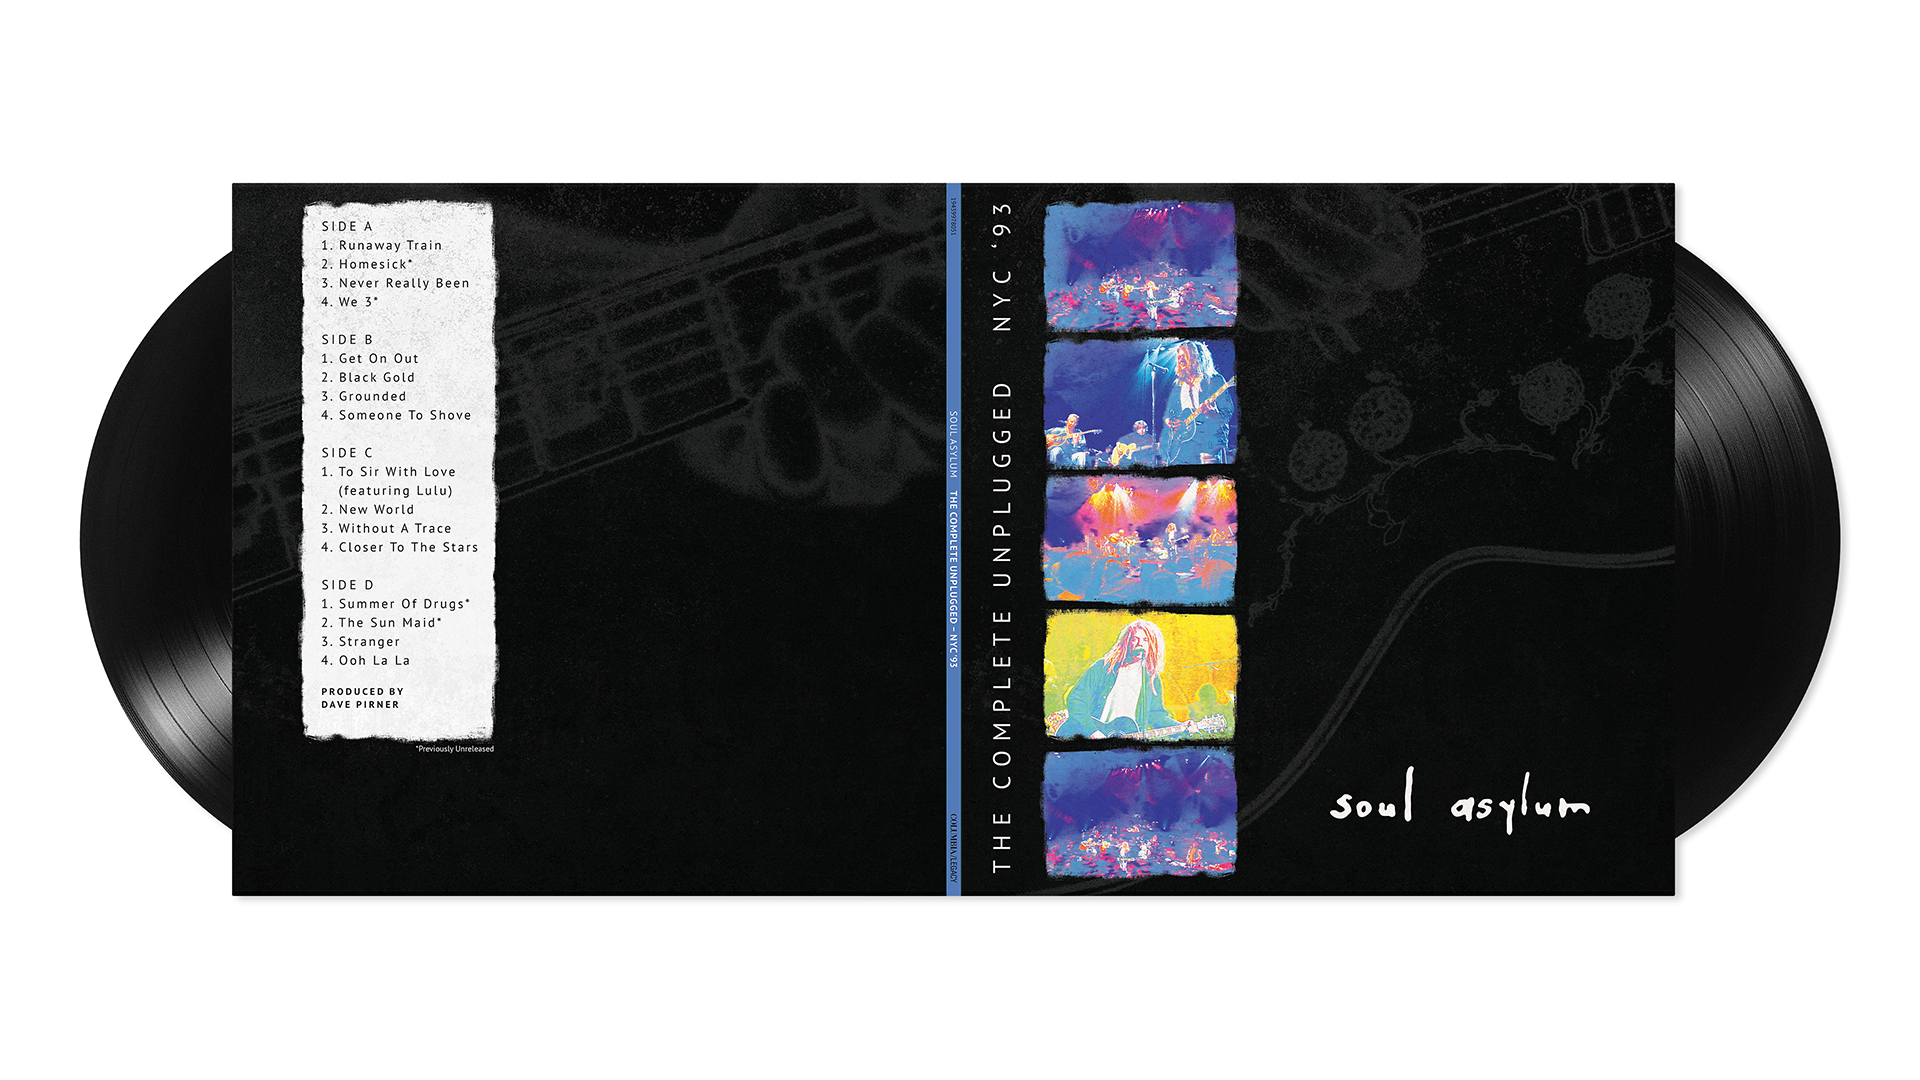 SIDE A
1. Runaway Train
2. Homesick*
3. Never Really Been
4. We 3*
SIDE B
1. Get On Out
2. Black Gold
3. Grounded
4. Someone To Shove
SIDE C
1. To Sir With Love
(featuring Lulu)
2. New World
3. Without A Trace
4. Closer To The Stars
SIDE D
1. Summer Of Drugs*
2. The Sun Maid*
3. Stranger
4. Ooh La La
PRODUCED BY
DAVE PIRNER
*Previously Unreleased
19439978051
SOUL ASYLUM THE COMPLETE UNPLUGGED – NYC '93
COLUMBIA/LEGACY
THE COMPLETE UNPLUGGED NYC ‘93
soul asylum